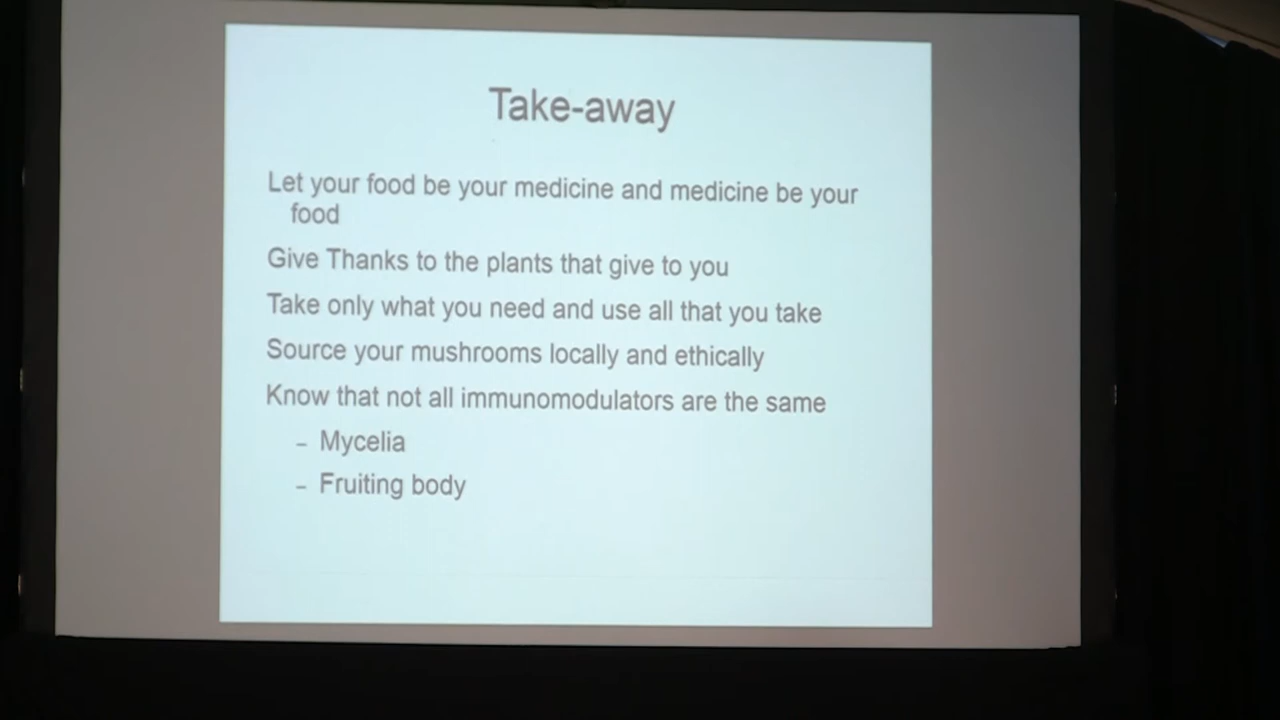 Take-away
Let your food be your medicine and medicine be your
food
Give Thanks to the plants that give to you
Take only what you need and use all that you take
Source your mushrooms locally and ethically
Know that not all immunomodulators are the same
– Mycelia
– Fruiting body